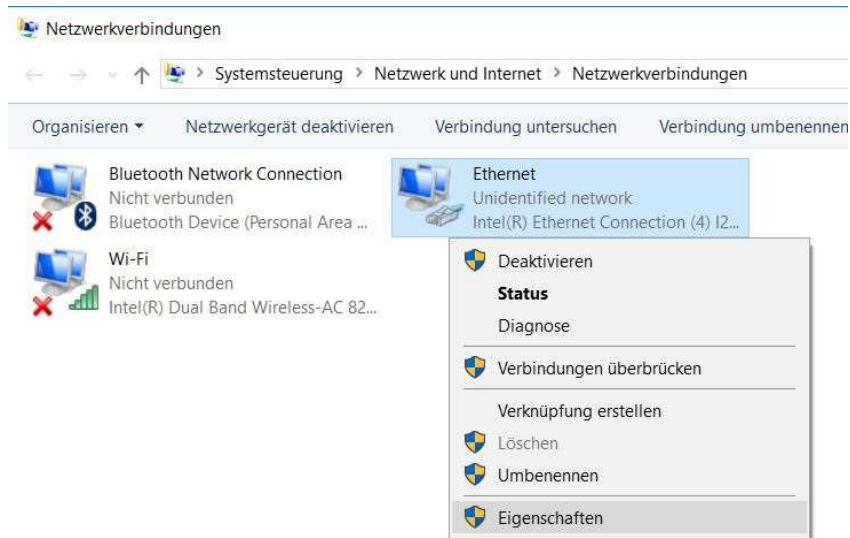 Netzwerkverbindungen
Systemsteuerung > Netzwerk und Internet > Netzwerkverbindungen
Organisieren Netzwerkgerät deaktivieren Verbindung untersuchen Verbindung umbenennen
Bluetooth Network Connection
Nicht verbunden
Bluetooth Device (Personal Area ...
Ethernet
Unidentified network
Intel(R) Ethernet Connection (4) I2...
Wi-Fi
Nicht verbunden
Intel(R) Dual Band Wireless-AC 82...
Deaktivieren
Status
Diagnose
Verbindungen überbrücken
Verknüpfung erstellen
Löschen
Umbenennen
Eigenschaften